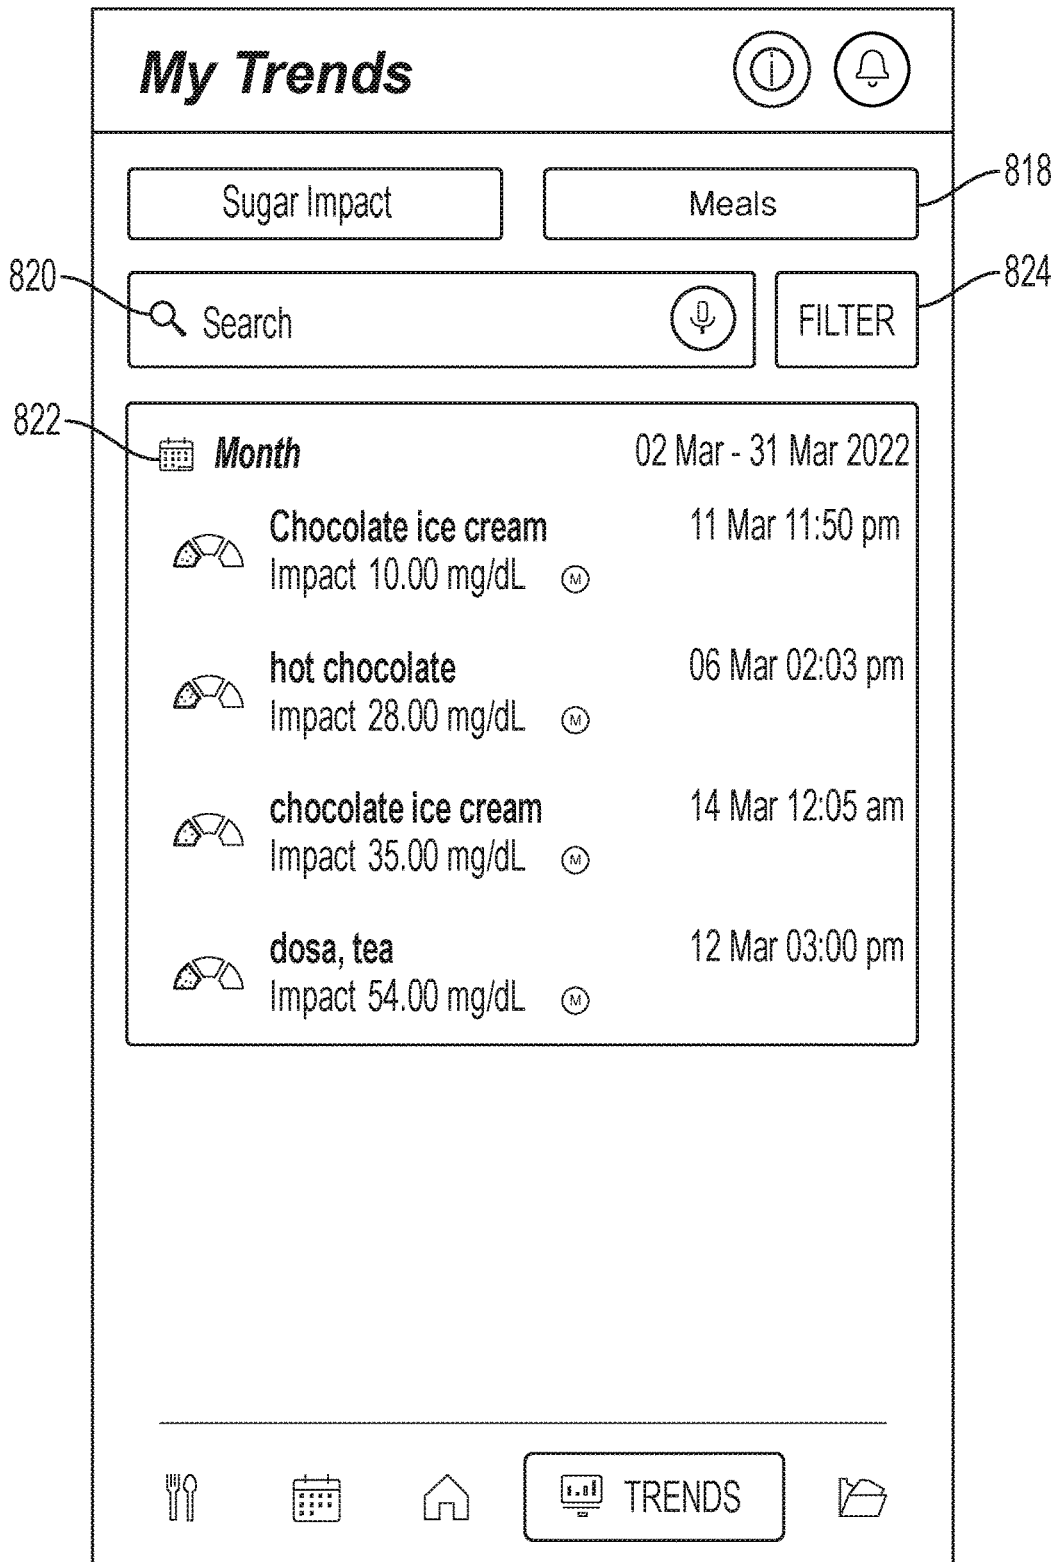 My Trends
Sugar Impact
Meals
818
820
Search
FILTER
824
822
Month
02 Mar - 31 Mar 2022
Chocolate ice cream
11 Mar 11:50 pm
Impact 10.00 mg/dL
M
hot chocolate
06 Mar 02:03 pm
Impact 28.00 mg/dL
M
chocolate ice cream
14 Mar 12:05 am
Impact 35.00 mg/dL
M
dosa, tea
12 Mar 03:00 pm
Impact 54.00 mg/dL
M
TRENDS